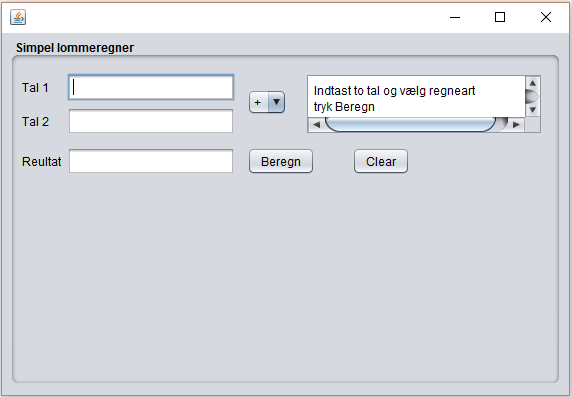 Simpel lommeregner
Tal 1
+
Indtast to tal og vælg regneart
tryk Beregn
Tal 2
Reultat
Beregn
Clear